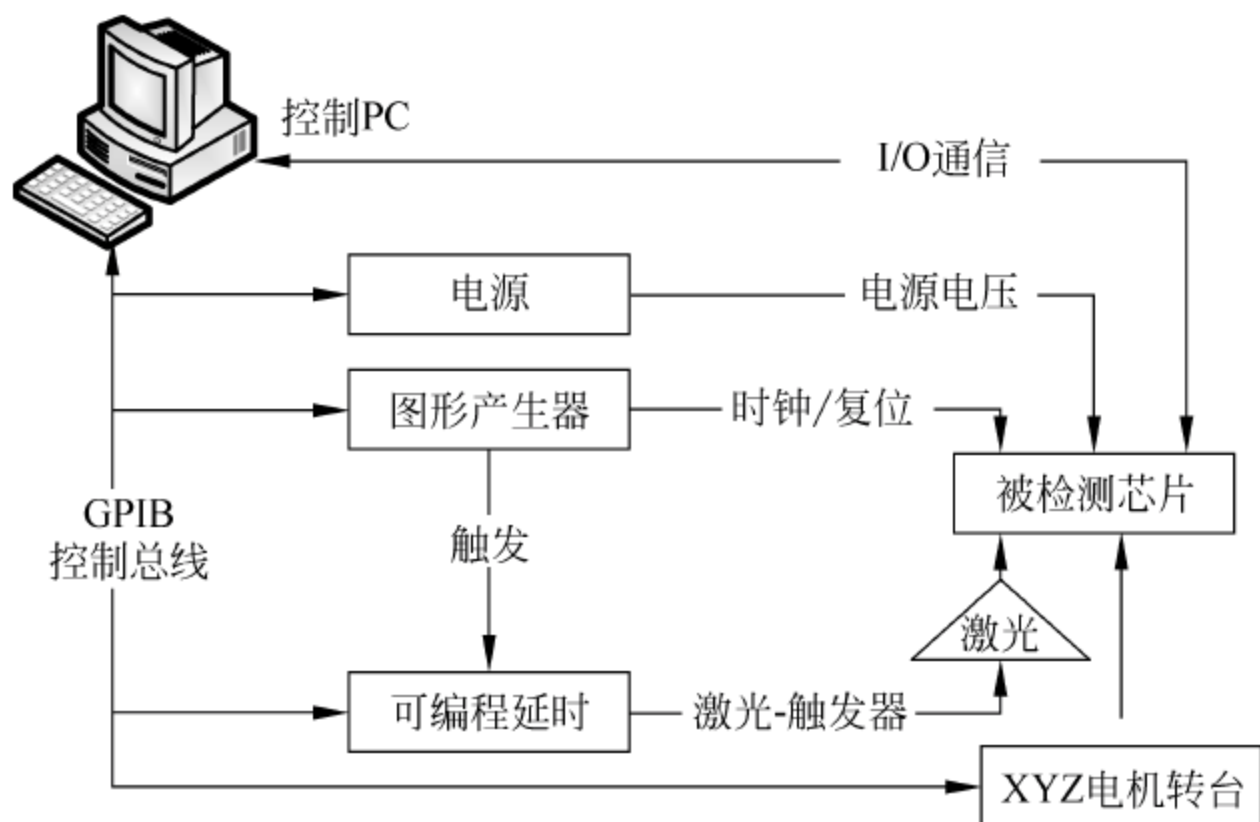 控制PC
I/O通信
电源
电源电压
图形产生器
时钟/复位
被检测芯片
GPIB
控制总线
触发
激光
可编程延时
激光-触发器
XYZ电机转台